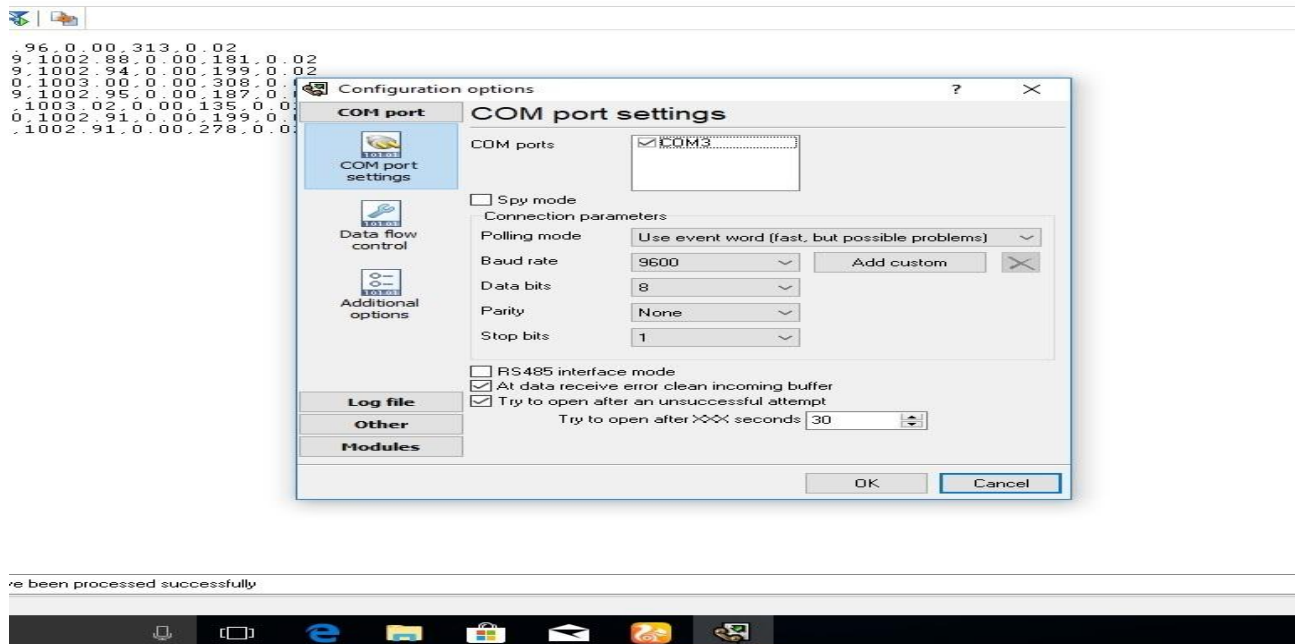 .96,0.00,313,0.02
9,1002.88,0.00,181,0.02
9,1002.94,0.00,199,0.02
0,1003.00,0.00,308,0.
9,1002.95,0.00,187,0.
,1003.02,0.00,135,0.0
0,1002.91,0.00,199,0.
,1002.91,0.00,278,0.0
Configuration options
?
COM port
COM port settings
COM port
settings
Data flow
control
Additional
options
Log file
Other
Modules
COM ports
COM3
Spy mode
Connection parameters
Polling mode
Use event word (fast, but possible problems)
Baud rate
9600
Add custom
Data bits
8
Parity
None
Stop bits
1
RS485 interface mode
At data receive error clean incoming buffer
Try to open after an unsuccessful attempt
Try to open after XXX seconds
30
OK
Cancel
ve been processed successfully